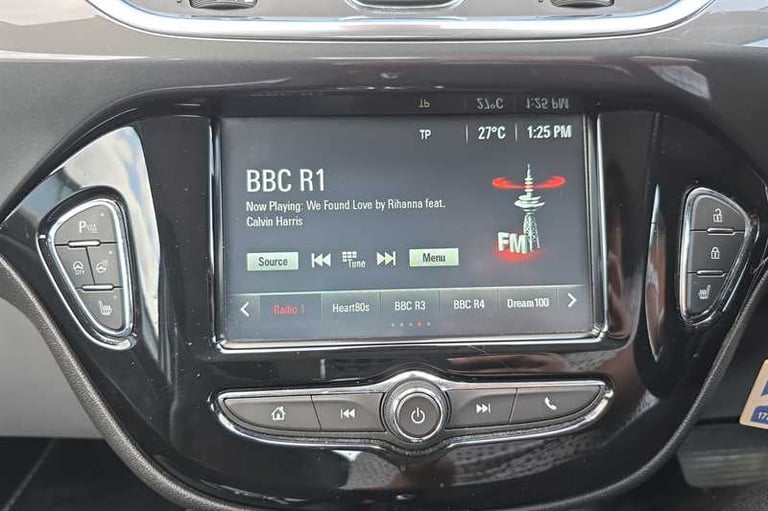 TP 27°C 1:25 PM
BBC R1
Now Playing: We Found Love by Rihanna feat.
Calvin Harris
FM
Source Tune Menu
Radio 1 Heart80s BBC R3 BBC R4 Dream100